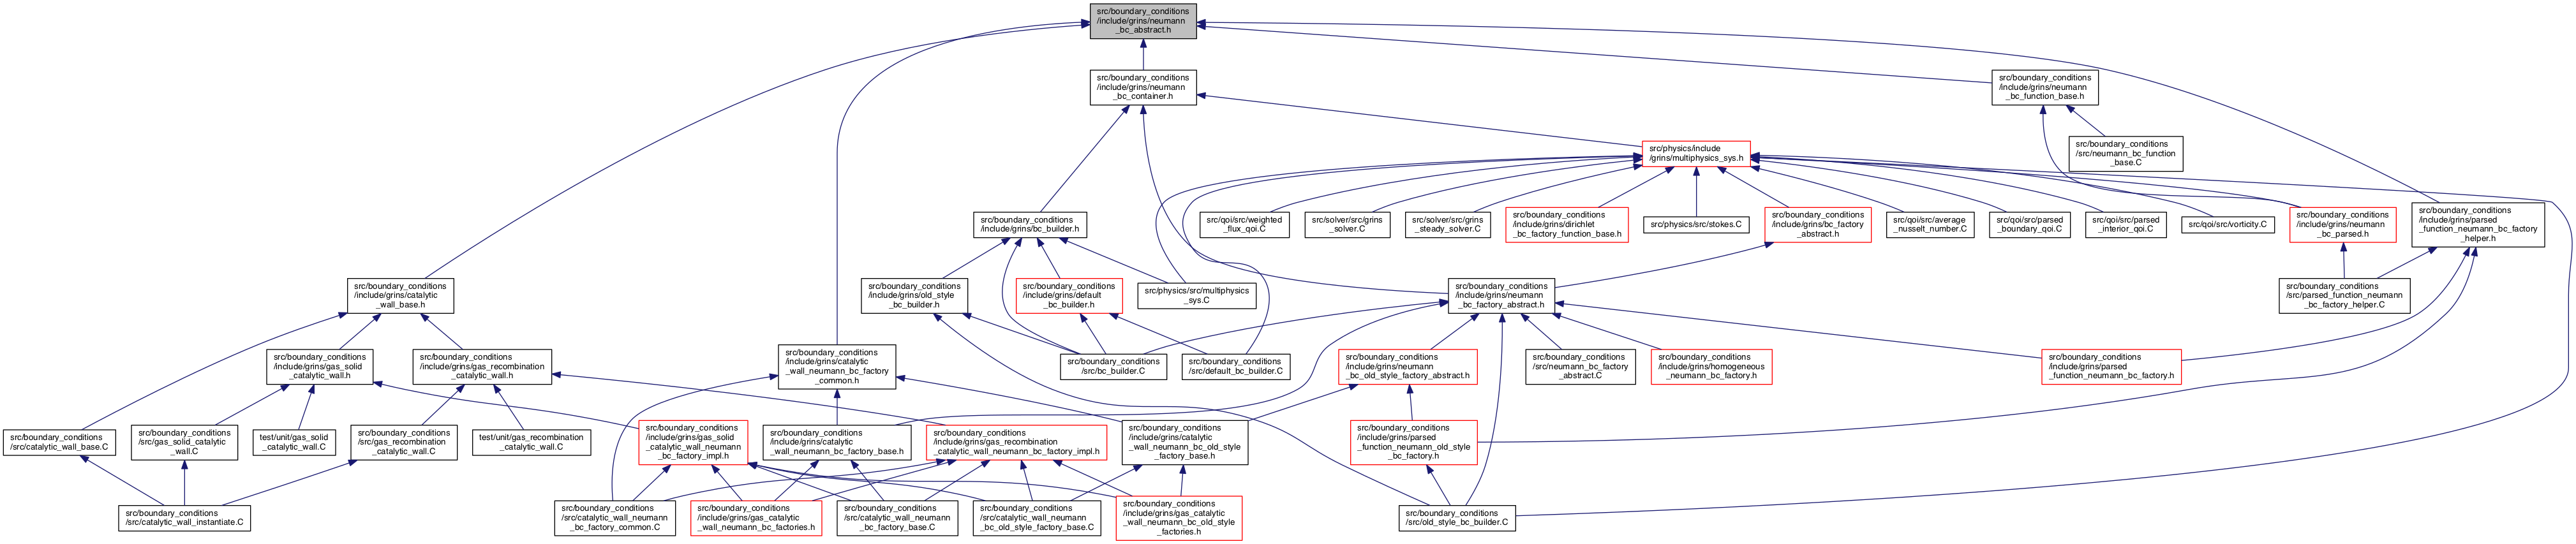 src/boundary_conditions
/include/grins/neumann
_bc_abstract.h
src/boundary_conditions
/include/grins/neumann
_bc_container.h
src/boundary_conditions
/include/grins/neumann
_bc_function_base.h
src/boundary_conditions
/src/neumann_bc_function
_base.C
src/physics/include
/grins/multiphysics_sys.h
src/boundary_conditions
/include/grins/bc_builder.h
src/qoi/src/weighted
_flux_qoi.C
src/solver/src/grins
_solver.C
src/solver/src/grins
_steady_solver.C
src/boundary_conditions
/include/grins/dirichlet
_bc_factory_function_base.h
src/physics/src/stokes.C
src/boundary_conditions
/include/grins/bc_factory
_abstract.h
src/qoi/src/average
_nusselt_number.C
src/qoi/src/parsed
_boundary_qoi.C
src/qoi/src/parsed
_interior_qoi.C
src/qoi/src/vorticity.C
src/boundary_conditions
/include/grins/neumann
_bc_parsed.h
src/boundary_conditions
/include/grins/parsed
_function_neumann_bc_factory
_helper.h
src/boundary_conditions
/include/grins/catalytic
_wall_base.h
src/boundary_conditions
/include/grins/old_style
_bc_builder.h
src/boundary_conditions
/include/grins/default
_bc_builder.h
src/physics/src/multiphysics
_sys.C
src/boundary_conditions
/include/grins/neumann
_bc_factory_abstract.h
src/boundary_conditions
/src/parsed_function_neumann
_bc_factory_helper.C
src/boundary_conditions
/include/grins/gas_solid
_catalytic_wall.h
src/boundary_conditions
/include/grins/gas_recombination
_catalytic_wall.h
src/boundary_conditions
/include/grins/catalytic
_wall_neumann_bc_factory
_common.h
src/boundary_conditions
/src/bc_builder.C
src/boundary_conditions
/src/default_bc_builder.C
src/boundary_conditions
/include/grins/neumann
_bc_old_style_factory_abstract.h
src/boundary_conditions
/src/neumann_bc_factory
_abstract.C
src/boundary_conditions
/include/grins/homogeneous
_neumann_bc_factory.h
src/boundary_conditions
/include/grins/parsed
_function_neumann_bc_factory.h
src/boundary_conditions
/src/catalytic_wall_base.C
src/boundary_conditions
/src/gas_solid_catalytic
_wall.C
test/unit/gas_solid
_catalytic_wall.C
src/boundary_conditions
/src/gas_recombination
_catalytic_wall.C
test/unit/gas_recombination
_catalytic_wall.C
src/boundary_conditions
/include/grins/gas_solid
_catalytic_wall_neumann
_bc_factory_impl.h
src/boundary_conditions
/include/grins/catalytic
_wall_neumann_bc_factory_base.h
src/boundary_conditions
/include/grins/gas_recombination
_catalytic_wall_neumann_bc_factory_impl.h
src/boundary_conditions
/include/grins/catalytic
_wall_neumann_bc_old_style
_factory_base.h
src/boundary_conditions
/include/grins/parsed
_function_neumann_old_style
_bc_factory.h
src/boundary_conditions
/src/catalytic_wall_instantiate.C
src/boundary_conditions
/src/catalytic_wall_neumann
_bc_factory_common.C
src/boundary_conditions
/include/grins/gas_catalytic
_wall_neumann_bc_factories.h
src/boundary_conditions
/src/catalytic_wall_neumann
_bc_factory_base.C
src/boundary_conditions
/src/catalytic_wall_neumann
_bc_old_style_factory_base.C
src/boundary_conditions
/include/grins/gas_catalytic
_wall_neumann_bc_old_style
_factories.h
src/boundary_conditions
/src/old_style_bc_builder.C